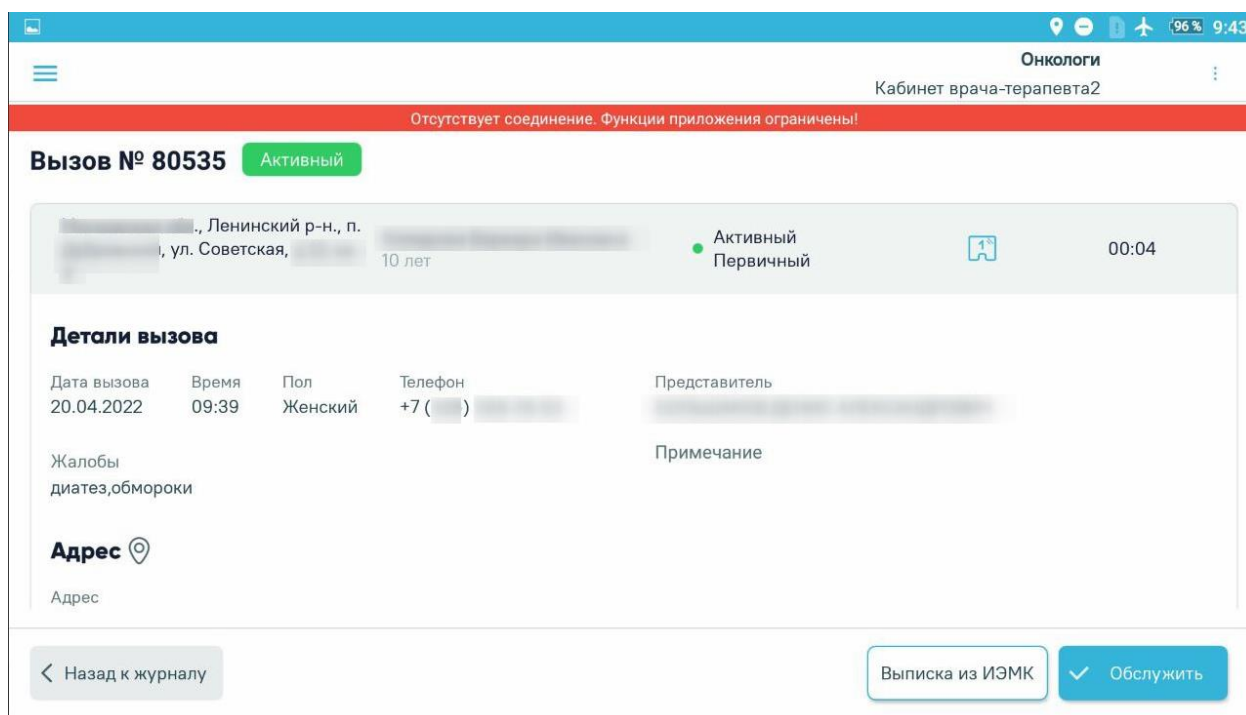 96 % 9:43
Онкологи
Кабинет врача-терапевта2
Отсутствует соединение. Функции приложения ограничены!
Вызов № 80535 Активный
., Ленинский р-н., п.
, ул. Советская,
10 лет
Активный
Первичный
1
00:04
Детали вызова
Дата вызова Время Пол Телефон Представитель
20.04.2022 09:39 Женский +7 ( )
Жалобы Примечание
диатез,обмороки
Адрес
Адрес
Назад к журналу Выписка из ИЭМК Обслужить